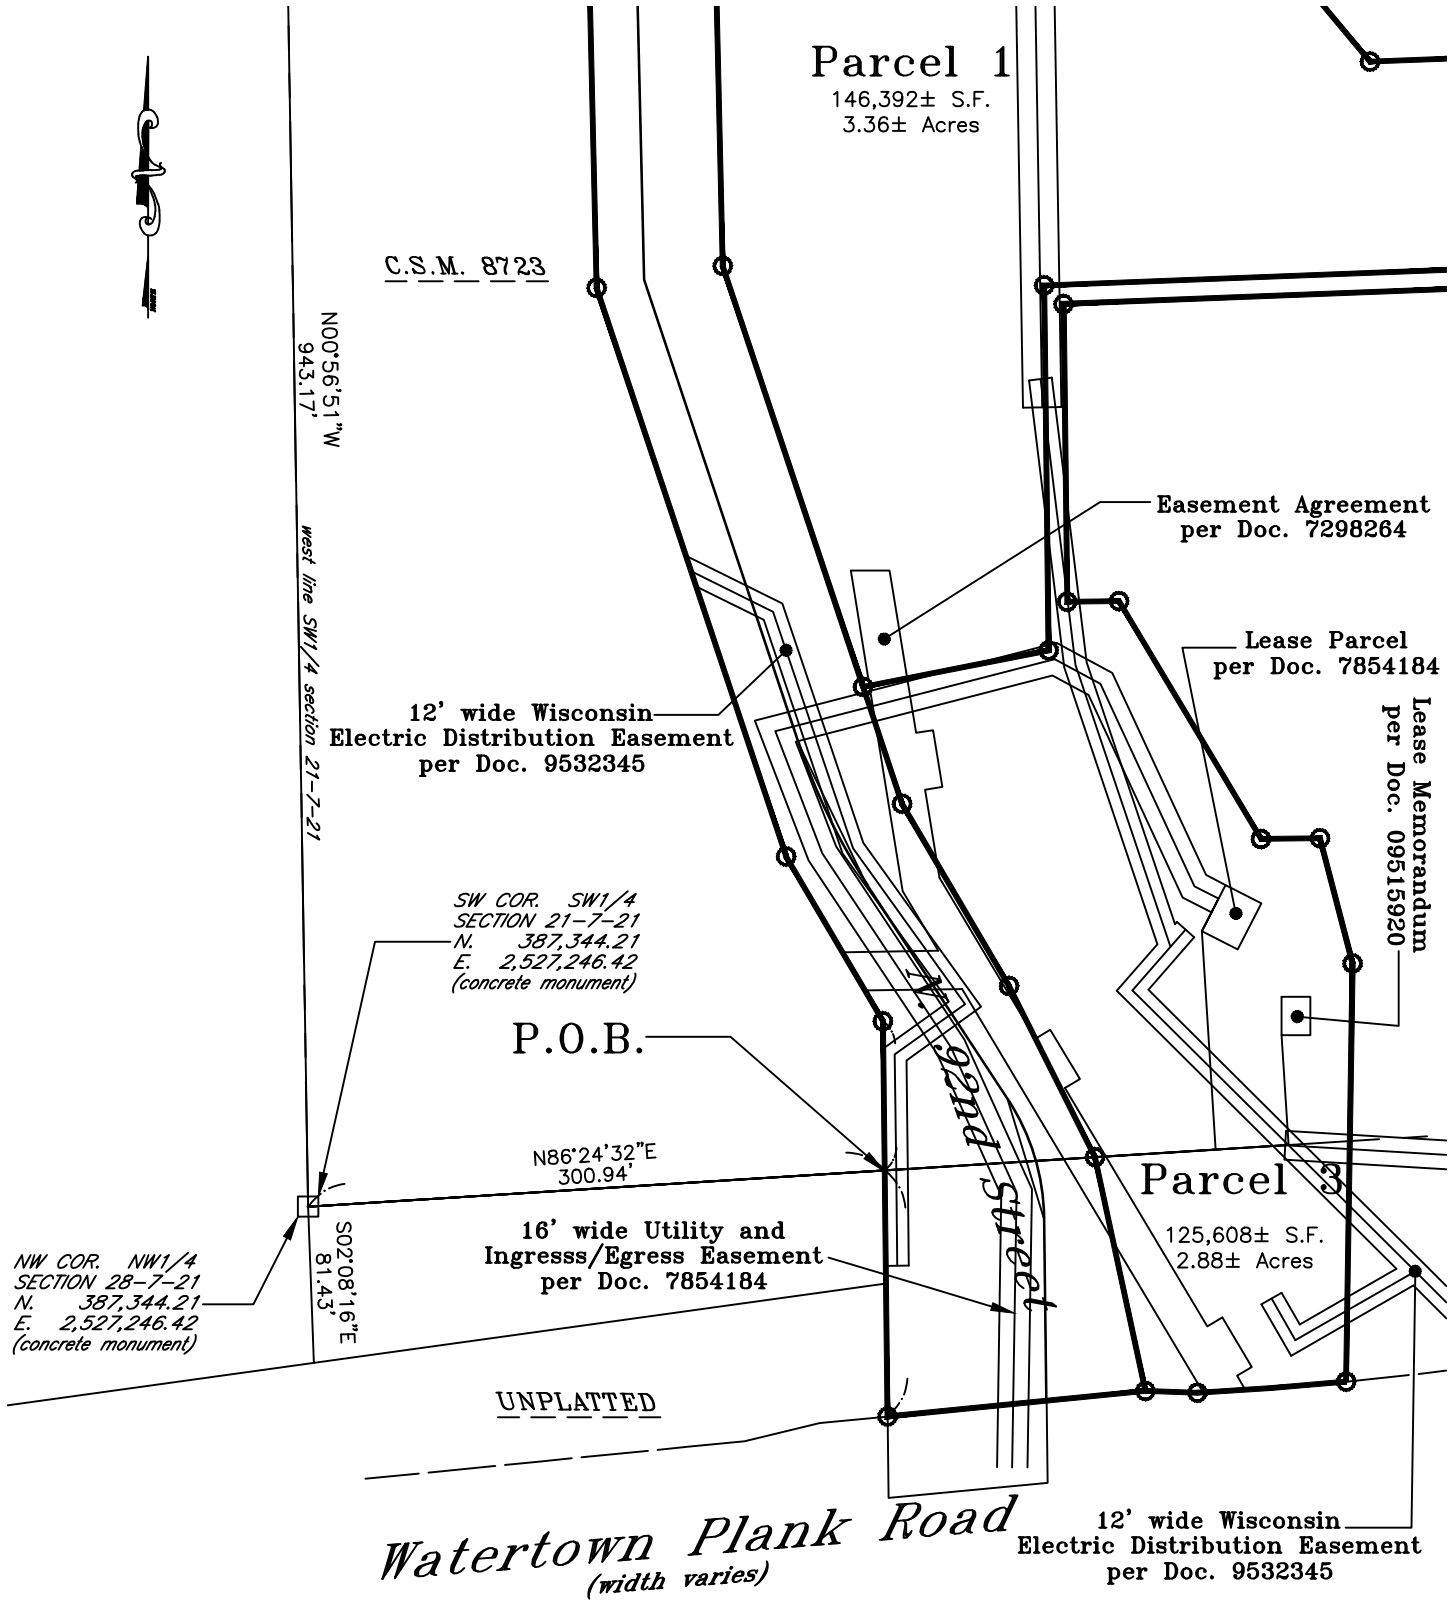 Parcel 1
146,392± S.F.
3.36± Acres
C.S.M. 8723
N00°56'51"W
943.17'
west line SW1/4 section 21-7-21
Easement Agreement
per Doc. 7298264
Lease Parcel
per Doc. 7854184
Lease Memorandum
per Doc. 09515920
12' wide Wisconsin
Electric Distribution Easement
per Doc. 9532345
SW COR. SW1/4
SECTION 21-7-21
N. 387,344.21
E. 2,527,246.42
(concrete monument)
P.O.B.
N. 92nd Street
N86°24'32"E
300.94'
Parcel 3
125,608± S.F.
2.88± Acres
16' wide Utility and
Ingresss/Egress Easement
per Doc. 7854184
S02°08'16"E
81.43'
NW COR. NW1/4
SECTION 28-7-21
N. 387,344.21
E. 2,527,246.42
(concrete monument)
UNPLATTED
Watertown Plank Road
(width varies)
12' wide Wisconsin
Electric Distribution Easement
per Doc. 9532345